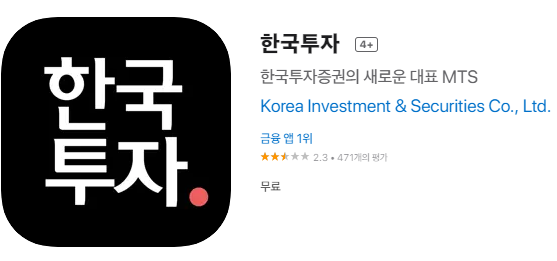 한국
투자.
한국투자 4+
한국투자증권의 새로운 대표 MTS
Korea Investment & Securities Co., Ltd.
금융 앱 1위
2.3 • 471개의 평가
무료